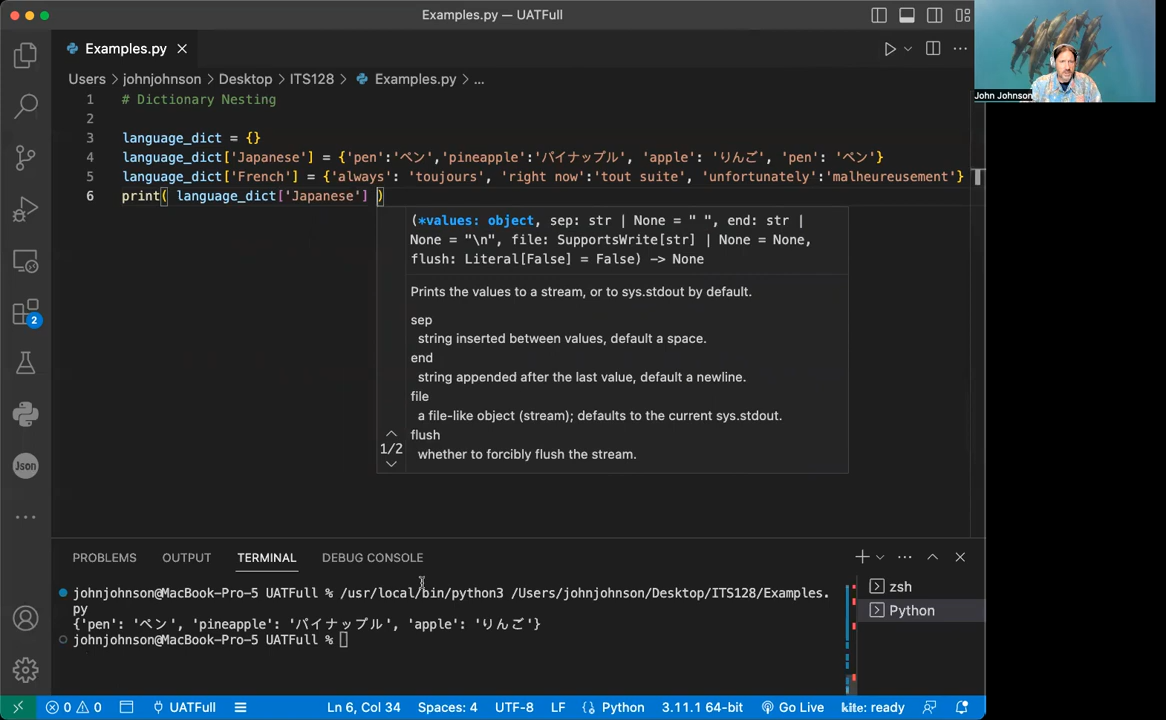 Examples.py — UATFull
John Johnson
Examples.py
Users > johnjohnson > Desktop > ITS128 > Examples.py > ...
1 # Dictionary Nesting
2
3 language_dict = {}
4 language_dict['Japanese'] = {'pen':'ペン','pineapple':'パイナップル', 'apple': 'りんご', 'pen': 'ペン'}
5 language_dict['French'] = {'always': 'toujours', 'right now':'tout suite', 'unfortunately':'malheureusement'}
6 print( language_dict['Japanese'] )
(*values: object, sep: str | None = " ", end: str |
None = "\n", file: SupportsWrite[str] | None = None,
flush: Literal[False] = False) -> None
Prints the values to a stream, or to sys.stdout by default.
sep
string inserted between values, default a space.
end
string appended after the last value, default a newline.
file
a file-like object (stream); defaults to the current sys.stdout.
flush
whether to forcibly flush the stream.
1/2
2
Json
PROBLEMS OUTPUT TERMINAL DEBUG CONSOLE
johnjohnson@MacBook-Pro-5 UATFull % /usr/local/bin/python3 /Users/johnjohnson/Desktop/ITS128/Examples.
py
{'pen': 'ペン', 'pineapple': 'パイナップル', 'apple': 'りんご'}
johnjohnson@MacBook-Pro-5 UATFull %
zsh
Python
0 0 UATFull Ln 6, Col 34 Spaces: 4 UTF-8 LF Python 3.11.1 64-bit Go Live kite: ready